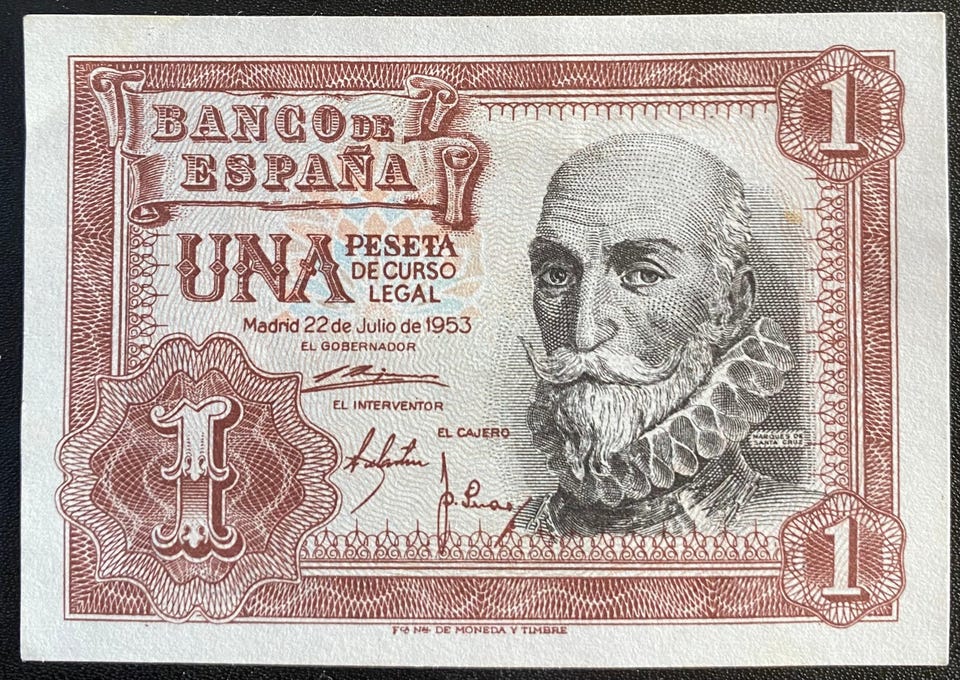 BANCO DE
ESPAÑA
UNA PESETA
DE CURSO
LEGAL
Madrid 22 de Julio de 1953
EL GOBERNADOR
EL INTERVENTOR
EL CAJERO
MARQUES DE
SANTA CRUZ
1
1
1
FCA NAL DE MONEDA Y TIMBRE